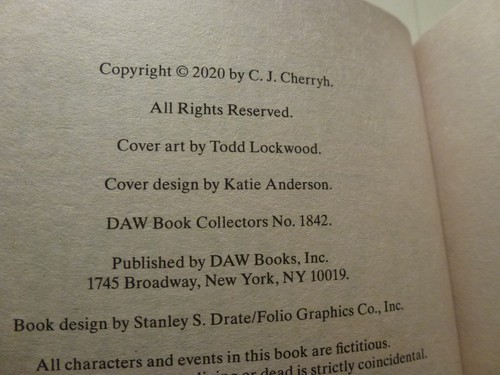 Copyright © 2020 by C. J. Cherryh.
All Rights Reserved.
Cover art by Todd Lockwood.
Cover design by Katie Anderson.
DAW Book Collectors No. 1842.
Published by DAW Books, Inc.
1745 Broadway, New York, NY 10019.
Book design by Stanley S. Drate/Folio Graphics Co., Inc.
All characters and events in this book are fictitious.
living or dead is strictly coincidental.